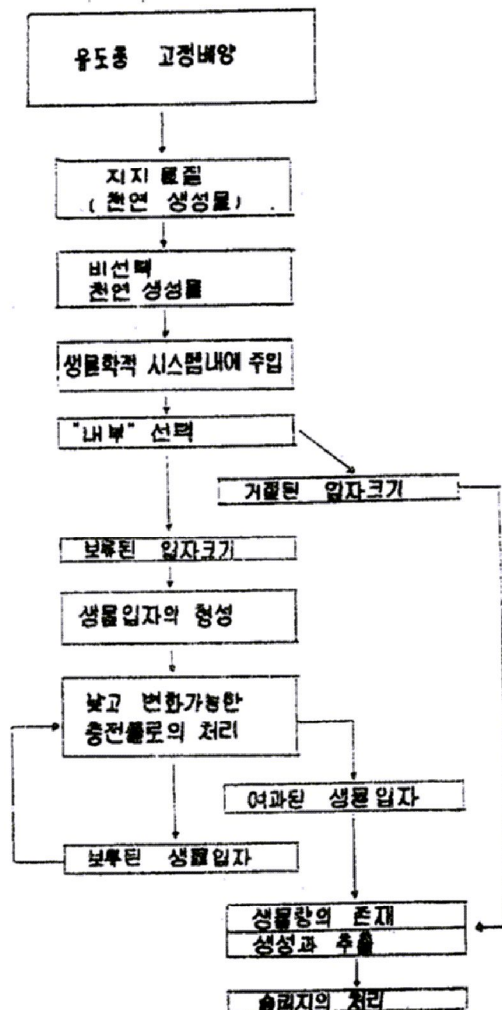 유도층 고정배양
지지 물질
(천연 생성물)
비선택
천연 생성물
생물학적 시스템내에 주입
"내부" 선택
거절된 입자크기
보류된 입자크기
생물입자의 형성
낮고 변화가능한
충전플로의 처리
여과된 생물입자
보류된 생물입자
생물량의 존재
생성과 추출
슬러지의 처리